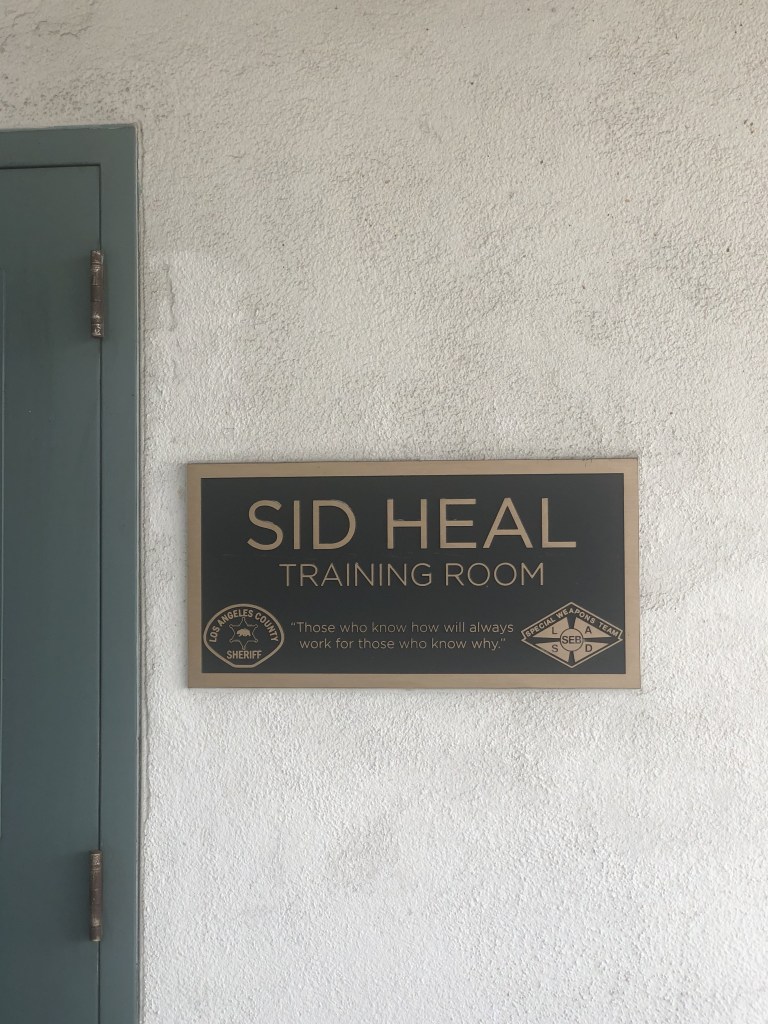 SID HEAL
TRAINING ROOM
LOS ANGELES COUNTY
SHERIFF
"Those who know how will always
work for those who know why."
SPECIAL WEAPONS TEAM
L A
SEB
S D